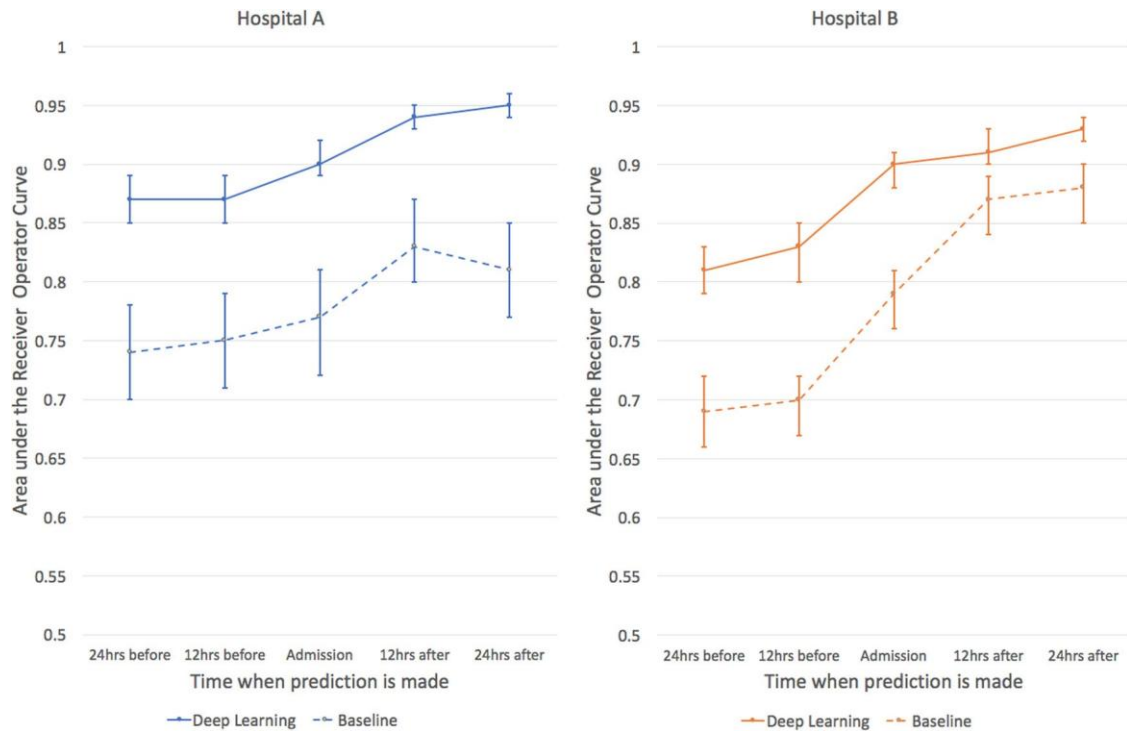 Hospital A
Area under the Receiver Operator Curve
1
0.95
0.9
0.85
0.8
0.75
0.7
0.65
0.6
0.55
0.5
24hrs before 12hrs before Admission 12hrs after 24hrs after
Time when prediction is made
Deep Learning Baseline
Hospital B
Area under the Receiver Operator Curve
1
0.95
0.9
0.85
0.8
0.75
0.7
0.65
0.6
0.55
0.5
24hrs before 12hrs before Admission 12hrs after 24hrs after
Time when prediction is made
Deep Learning Baseline